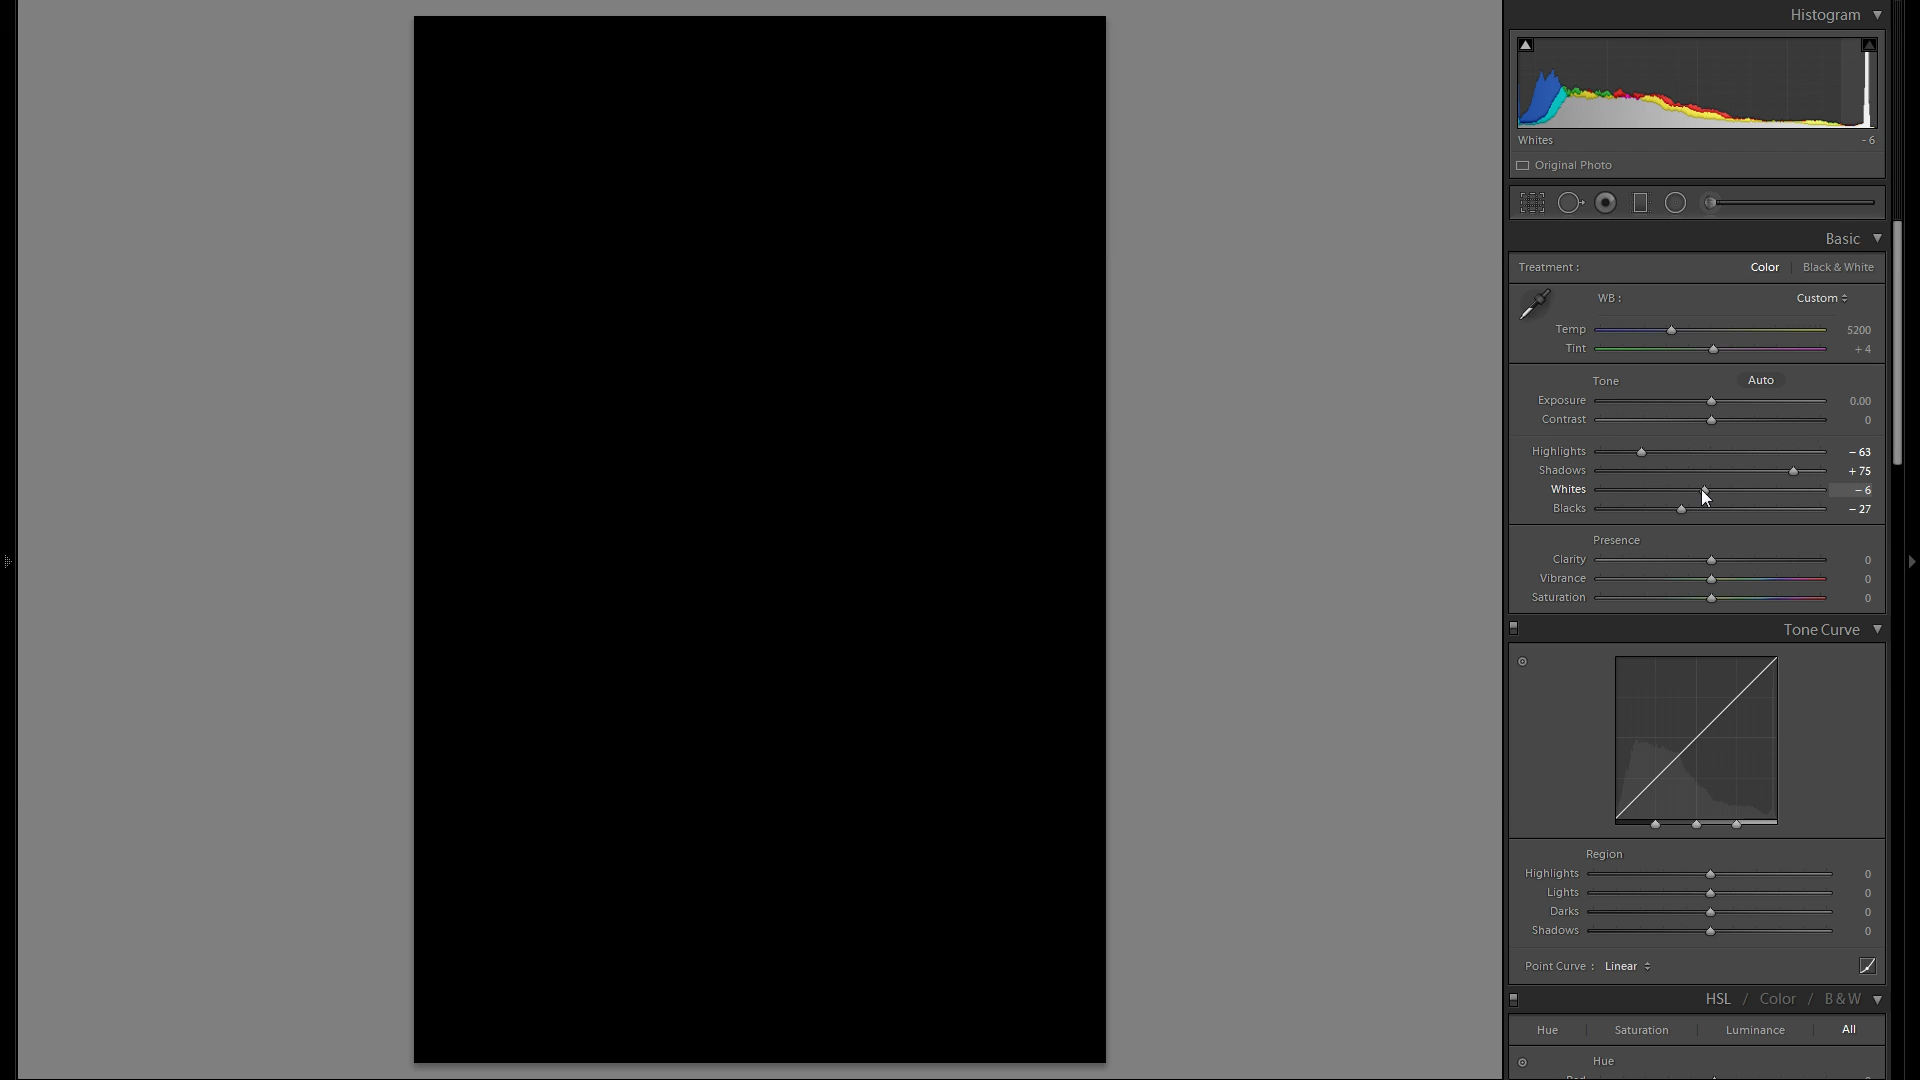 Histogram
Whites - 6
Original Photo
Basic
Treatment : Color Black & White
WB : Custom
Temp 5200
Tint + 4
Tone Auto
Exposure 0.00
Contrast 0
Highlights - 63
Shadows + 75
Whites - 6
Blacks - 27
Presence
Clarity 0
Vibrance 0
Saturation 0
Tone Curve
Region
Highlights 0
Lights 0
Darks 0
Shadows 0
Point Curve : Linear
HSL / Color / B & W
Hue Saturation Luminance All
Hue